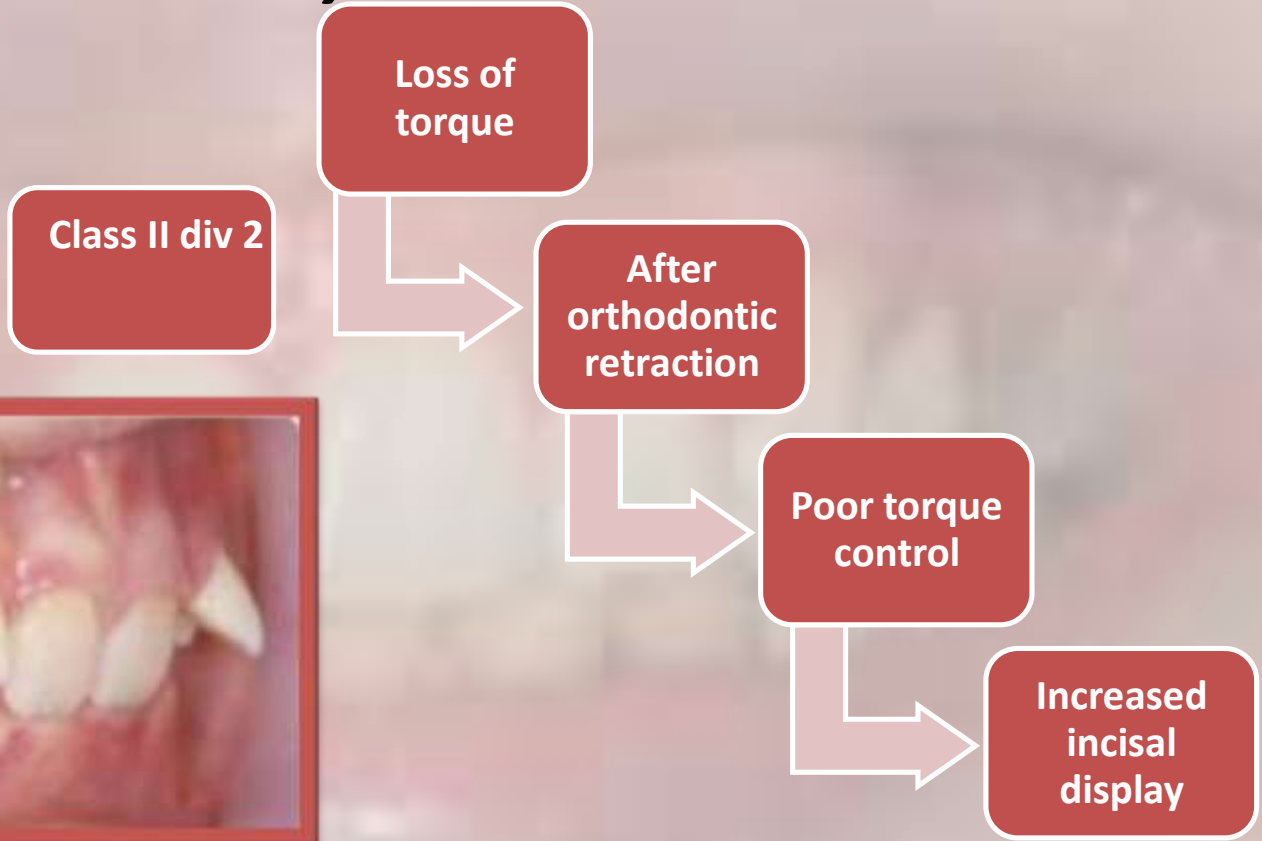 Loss of
torque
Class II div 2
After
orthodontic
retraction
Poor torque
control
Increased
incisal
display